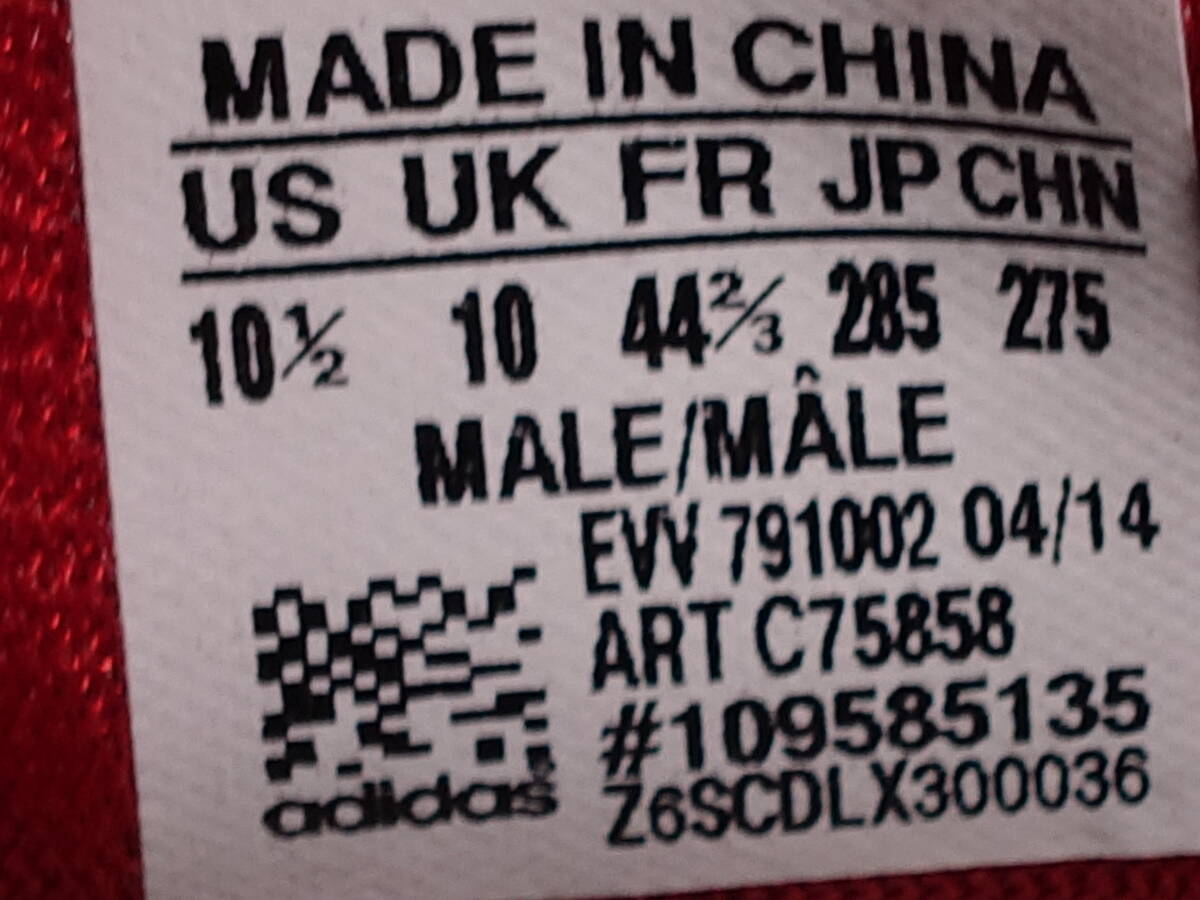 MADE IN CHINA
US UK FR JP CHN
10½ 10 44⅔ 285 275
MALE/MÂLE
EVV 791002 04/14
ART C75858
#109585135
Z6SCDLX300036
adidas